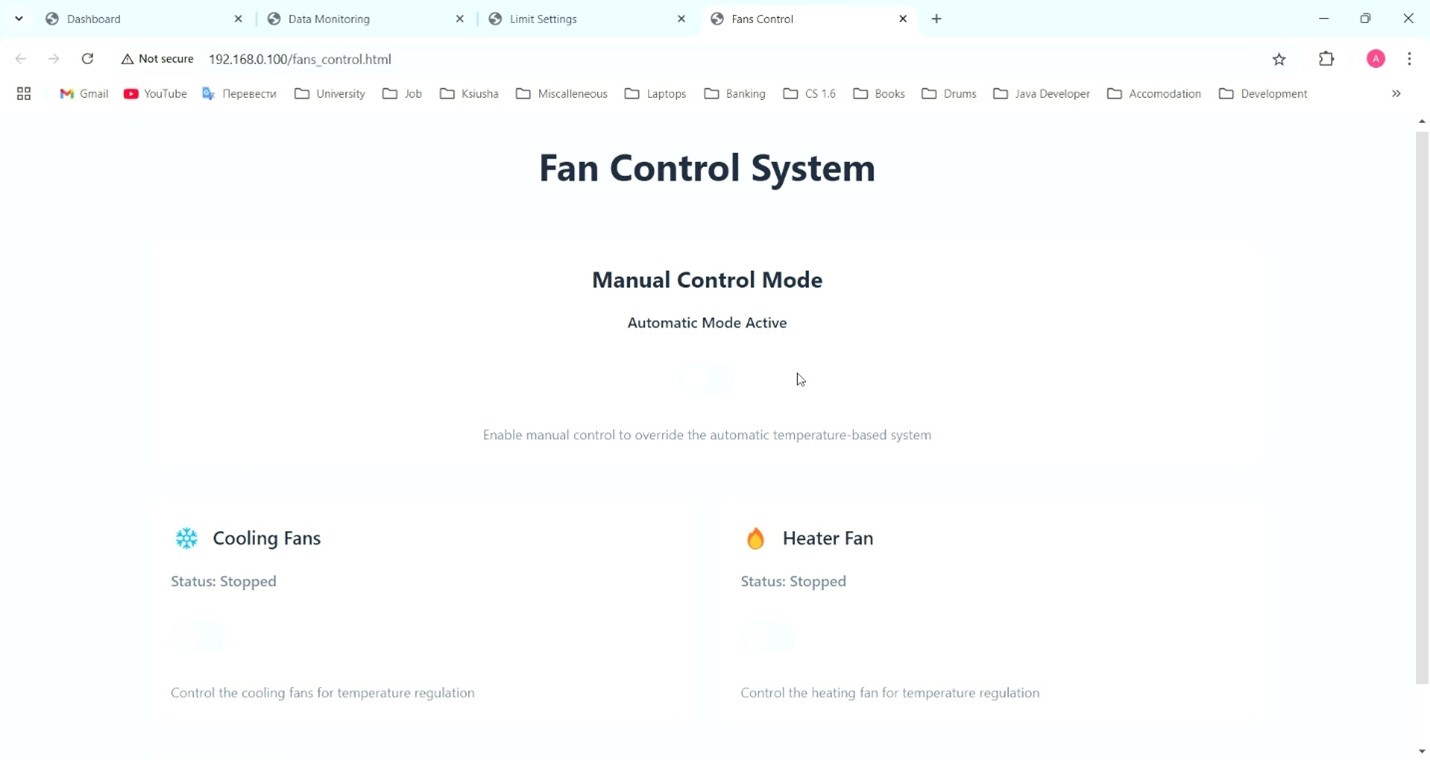 Dashboard Data Monitoring Limit Settings Fans Control
Not secure 192.168.0.100/fans_control.html A
Gmail YouTube Перевести University Job Ksiusha Miscalleneous Laptops Banking CS 1.6 Books Drums Java Developer Accomodation Development
Fan Control System
Manual Control Mode
Automatic Mode Active
Enable manual control to override the automatic temperature-based system
Cooling Fans
Status: Stopped
Control the cooling fans for temperature regulation
Heater Fan
Status: Stopped
Control the heating fan for temperature regulation